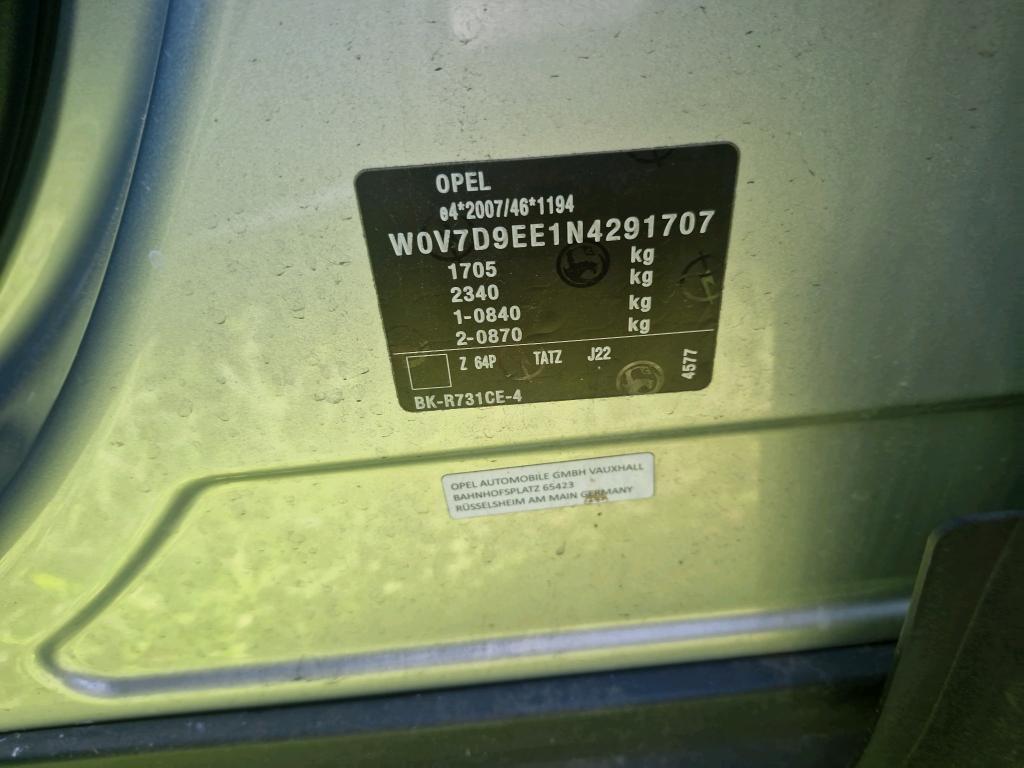 OPEL
e4*2007/46*1194
W0V7D9EE1N4291707
1705 kg
2340 kg
1-0840 kg
2-0870 kg
Z 64P TATZ J22
4577
BK-R731CE-4
OPEL AUTOMOBILE GMBH VAUXHALL
BAHNHOFSPLATZ 65423
RÜSSELSHEIM AM MAIN GERMANY